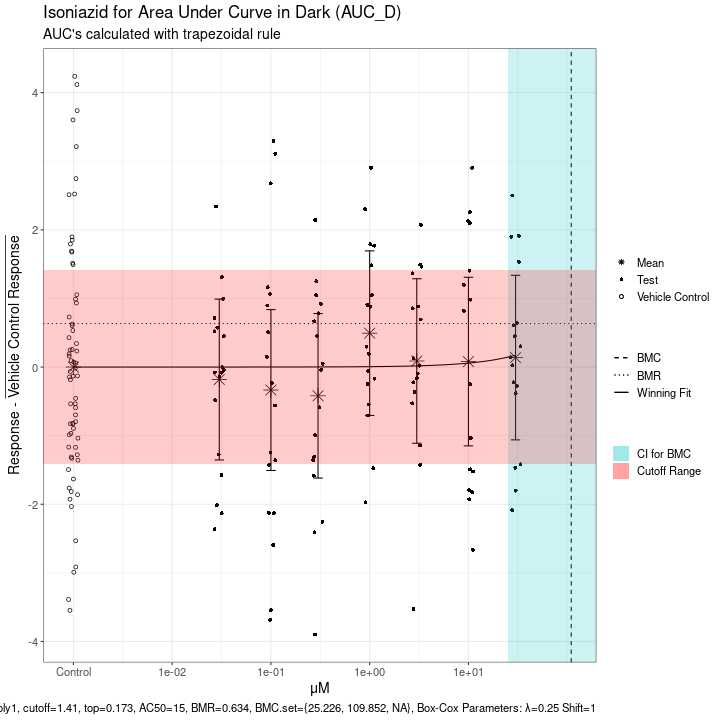 Isoniazid for Area Under Curve in Dark (AUC_D)
AUC's calculated with trapezoidal rule
Response - Vehicle Control Response
4
2
0
-2
-4
Control
1e-02
1e-01
1e+00
1e+01
μM
Mean
Test
Vehicle Control
BMC
BMR
Winning Fit
CI for BMC
Cutoff Range
oly1, cutoff=1.41, top=0.173, AC50=15, BMR=0.634, BMC.set={25.226, 109.852, NA}, Box-Cox Parameters: λ=0.25 Shift=1